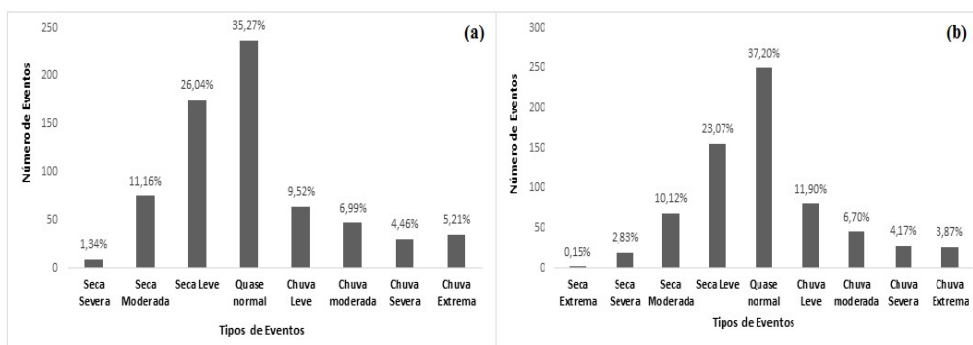 (a)
Número de Eventos
250
200
150
100
50
0
1,34%
11,16%
26,04%
35,27%
9,52%
6,99%
4,46%
5,21%
Seca Severa
Seca Moderada
Seca Leve
Quase normal
Chuva Leve
Chuva moderada
Chuva Severa
Chuva Extrema
Tipos de Eventos
(b)
Número de Eventos
300
250
200
150
100
50
0
0,15%
2,83%
10,12%
23,07%
37,20%
11,90%
6,70%
4,17%
3,87%
Seca Extrema
Seca Severa
Seca Moderada
Seca Leve
Quase normal
Chuva Leve
Chuva moderada
Chuva Severa
Chuva Extrema
Tipos de Eventos